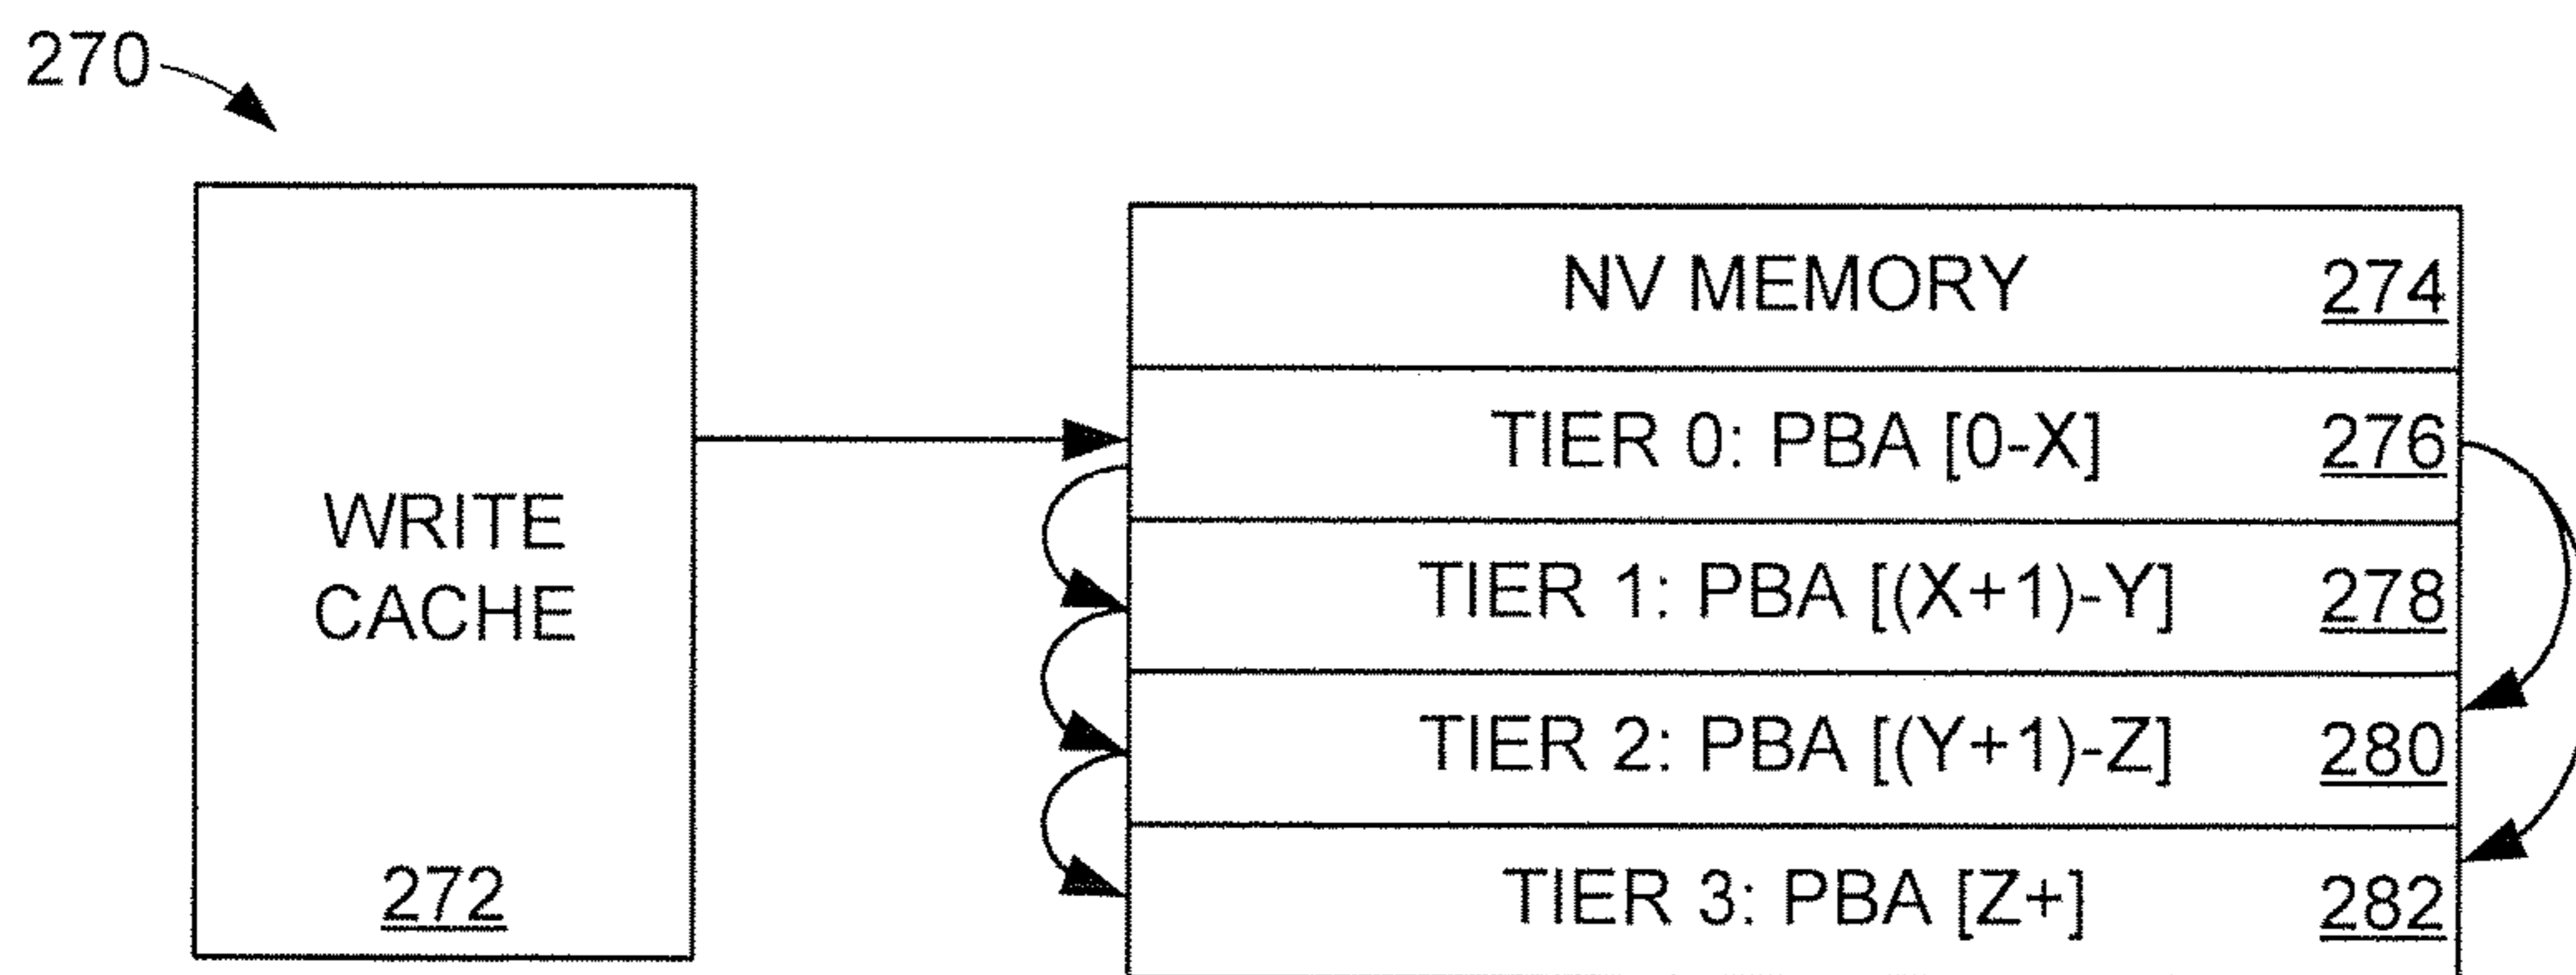 270
WRITE
CACHE
272
NV MEMORY 274
TIER 0: PBA [0-X] 276
TIER 1: PBA [(X+1)-Y] 278
TIER 2: PBA [(Y+1)-Z] 280
TIER 3: PBA [Z+] 282